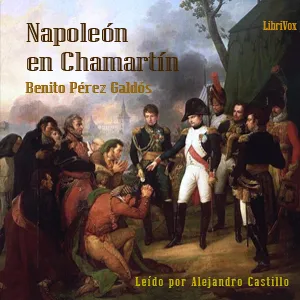 LibriVox
Napoleón
en Chamartín
Benito Pérez Galdós
Leído por Alejandro Castillo